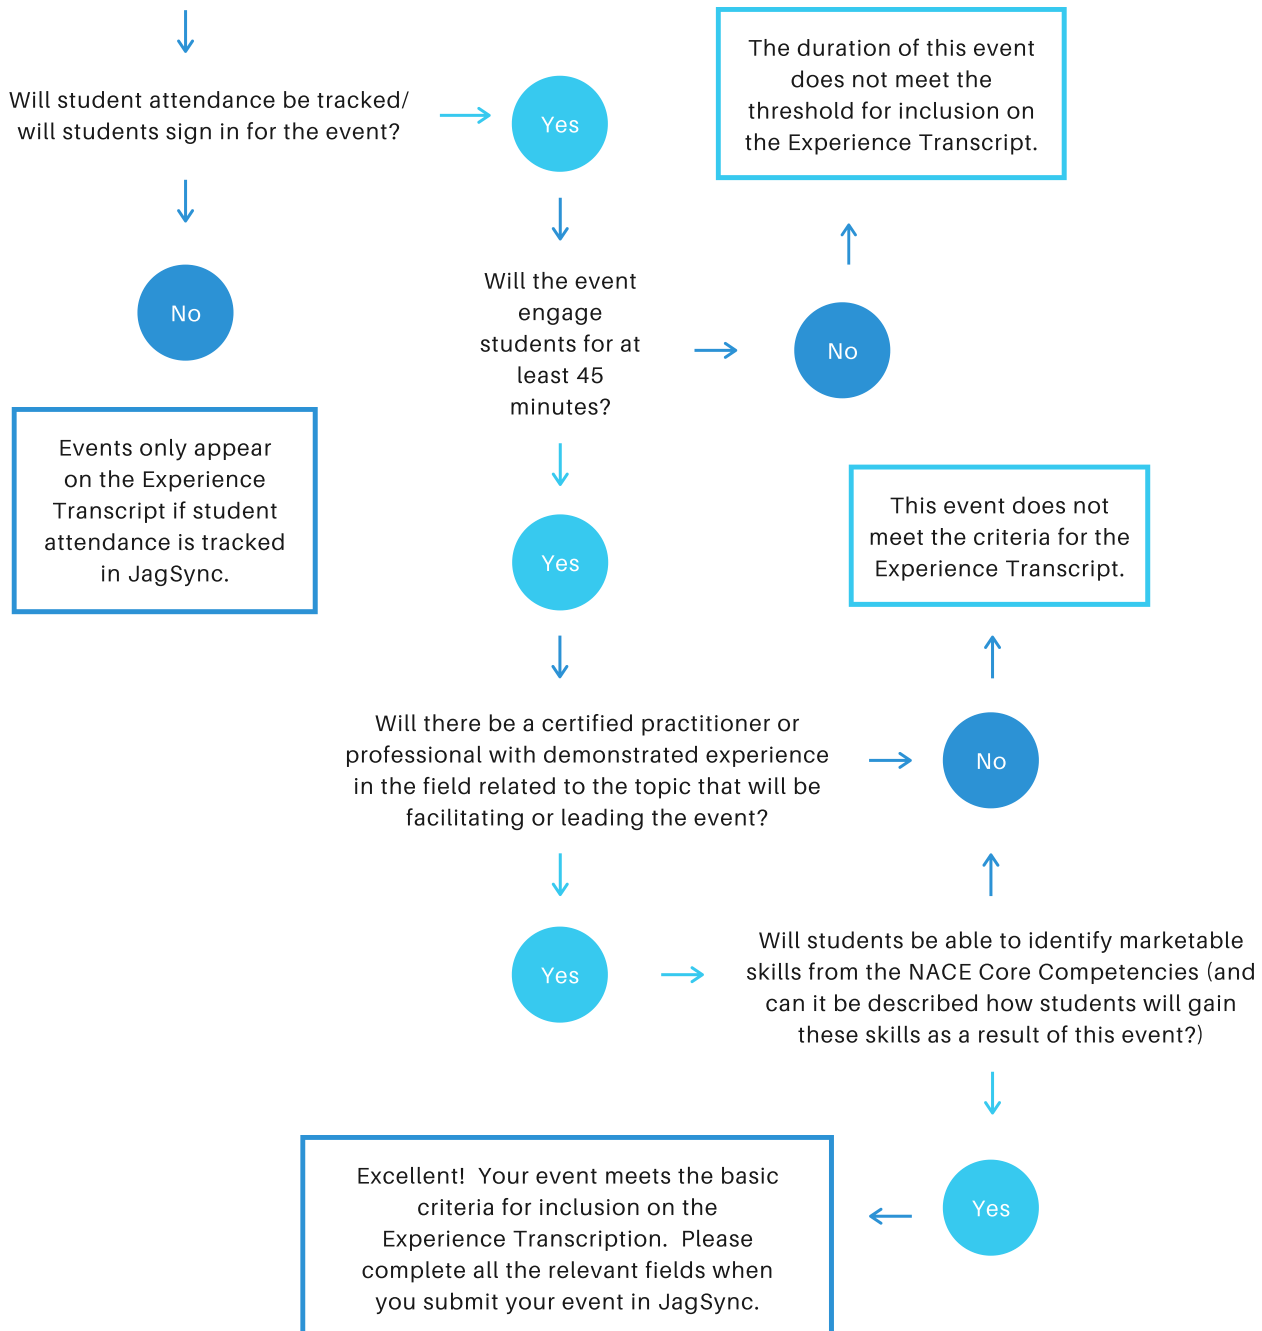 Will student attendance be tracked/
will students sign in for the event?
Yes
The duration of this event
does not meet the
threshold for inclusion on
the Experience Transcript.
No
Events only appear
on the Experience
Transcript if student
attendance is tracked
in JagSync.
Will the event
engage
students for at
least 45
minutes?
No
Yes
This event does not
meet the criteria for the
Experience Transcript.
Will there be a certified practitioner or
professional with demonstrated experience
in the field related to the topic that will be
facilitating or leading the event?
No
Yes
Will students be able to identify marketable
skills from the NACE Core Competencies (and
can it be described how students will gain
these skills as a result of this event?)
Yes
Excellent!  Your event meets the basic
criteria for inclusion on the
Experience Transcription.  Please
complete all the relevant fields when
you submit your event in JagSync.